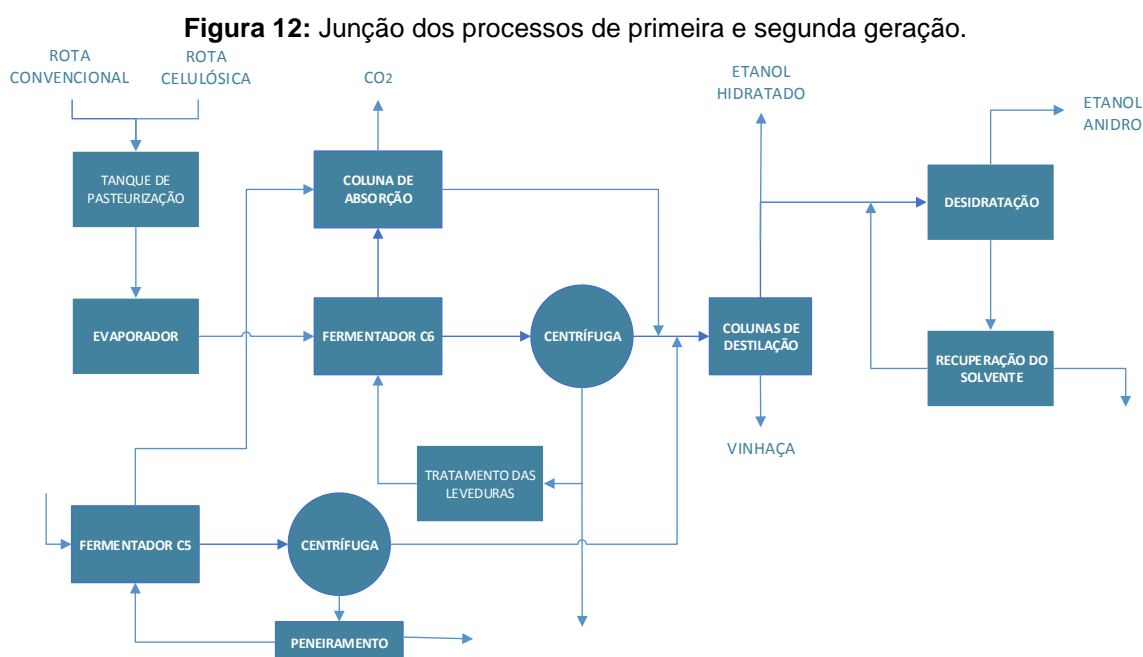 Figura 12: Junção dos processos de primeira e segunda geração.
ROTA
CONVENCIONAL
ROTA
CELULÓSICA
CO2
ETANOL
HIDRATADO
ETANOL
ANIDRO
TANQUE DE
PASTEURIZAÇÃO
COLUNA DE
ABSORÇÃO
DESIDRATAÇÃO
EVAPORADOR
FERMENTADOR C6
CENTRÍFUGA
COLUNAS DE
DESTILAÇÃO
RECUPERAÇÃO DO
SOLVENTE
VINHAÇA
TRATAMENTO DAS
LEVEDURAS
FERMENTADOR C5
CENTRÍFUGA
PENEIRAMENTO